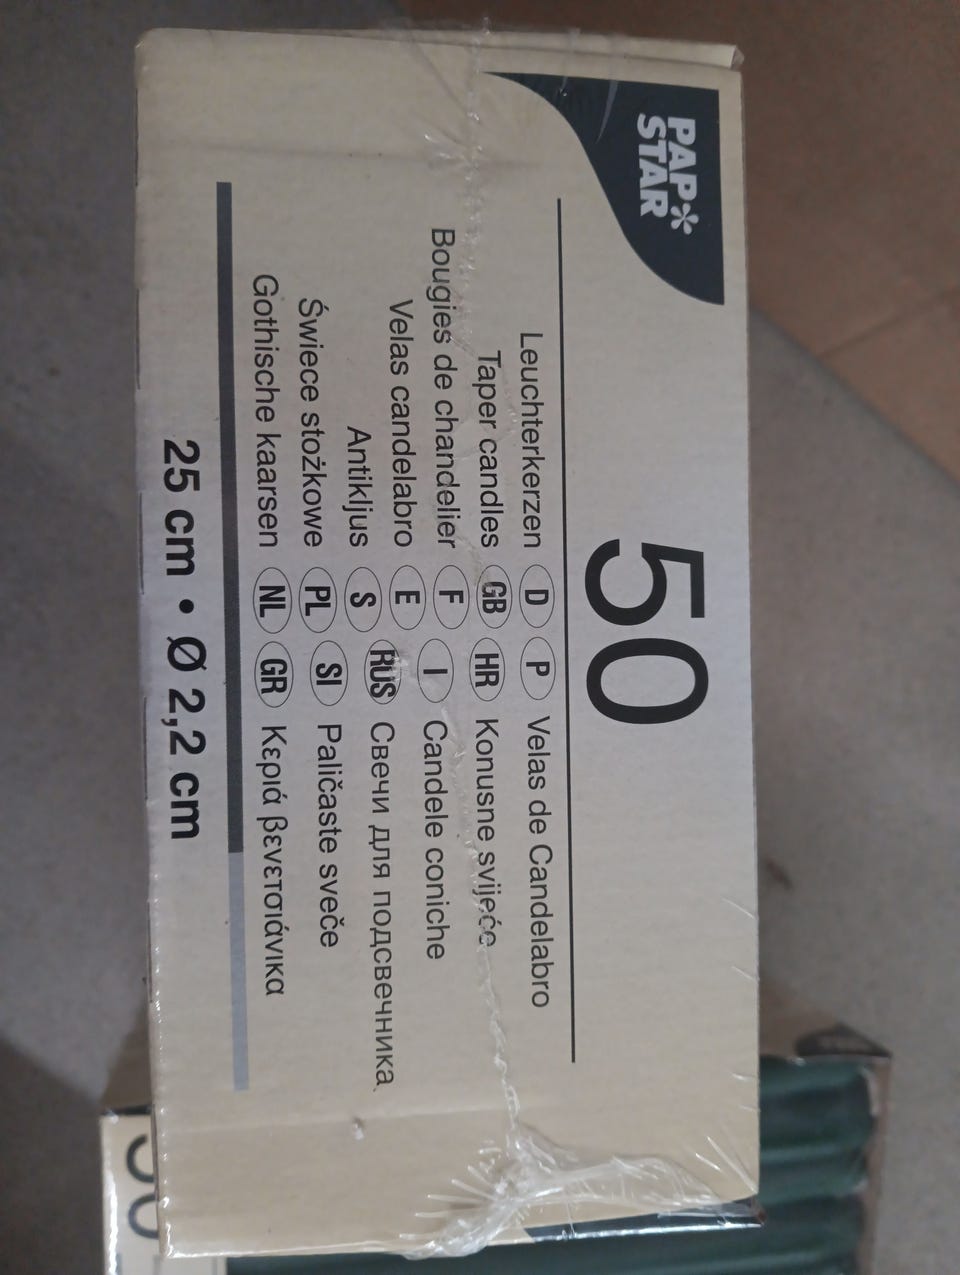 PAP*
STAR
50
Leuchterkerzen D P Velas de Candelabro
Taper candles GB HR Konusne svijeće
Bougies de chandelier F I Candele coniche
Velas candelabro E RUS Свечи для подсвечника
Antikljus S SI Paličaste sveče
Świece stożkowe PL GR Κεριά βενετσιάνικα
Gothische kaarsen NL
25 cm • Ø 2,2 cm
50